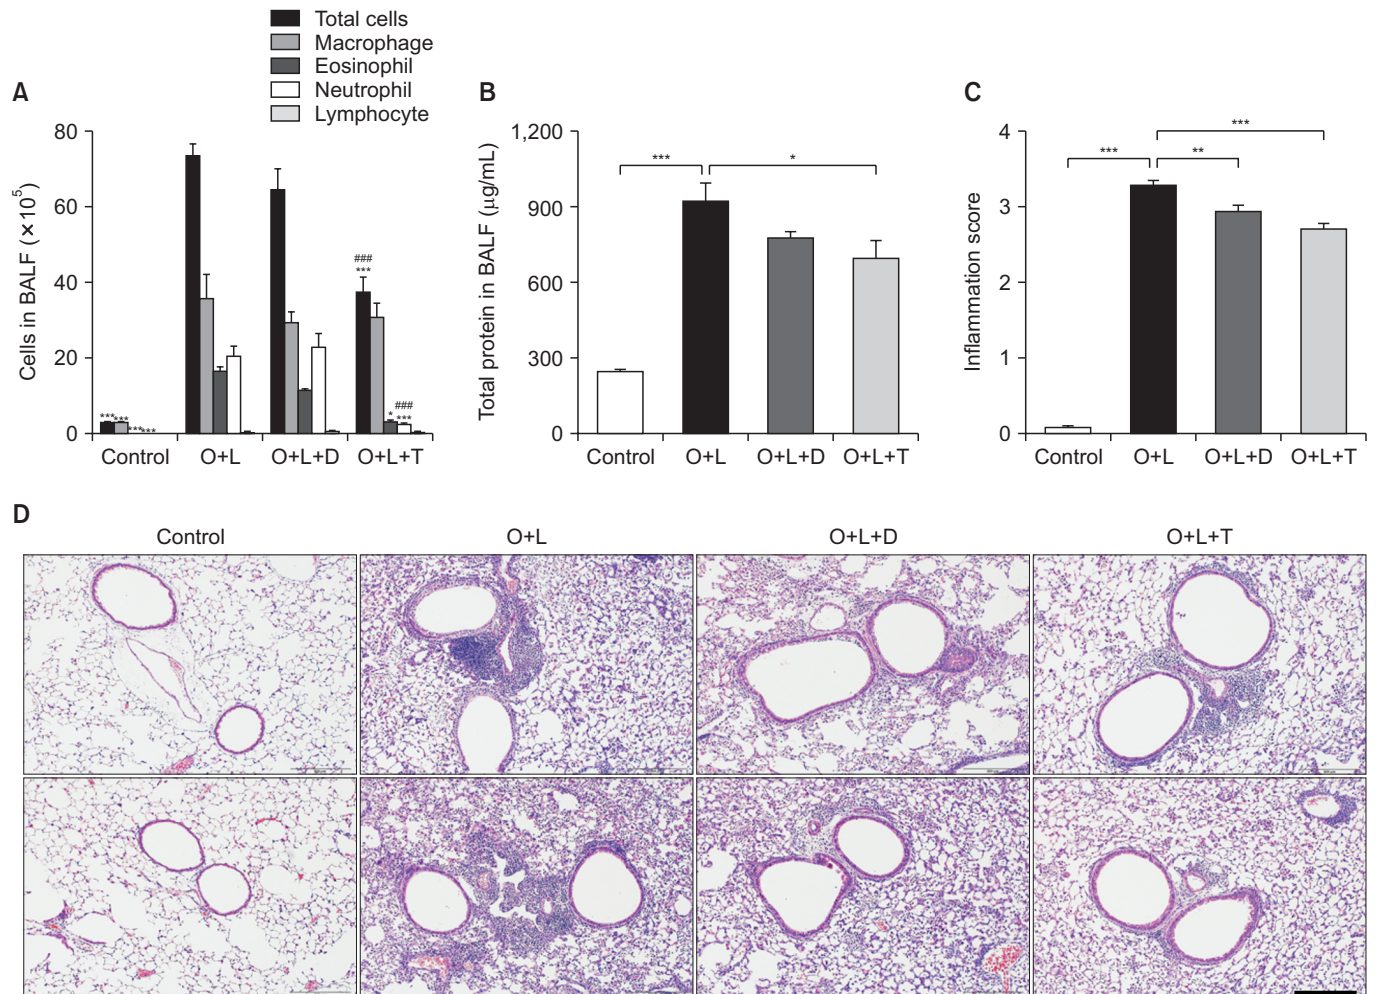 Total cells
Macrophage
Eosinophil
Neutrophil
Lymphocyte
A
Cells in BALF (×10⁵)
80
60
40
20
0
***
***
***
***
###
***
*
###
***
Control
O+L
O+L+D
O+L+T
B
Total protein in BALF (μg/mL)
1,200
900
600
300
0
***
*
Control
O+L
O+L+D
O+L+T
C
Inflammation score
4
3
2
1
0
***
**
***
Control
O+L
O+L+D
O+L+T
D
Control
O+L
O+L+D
O+L+T